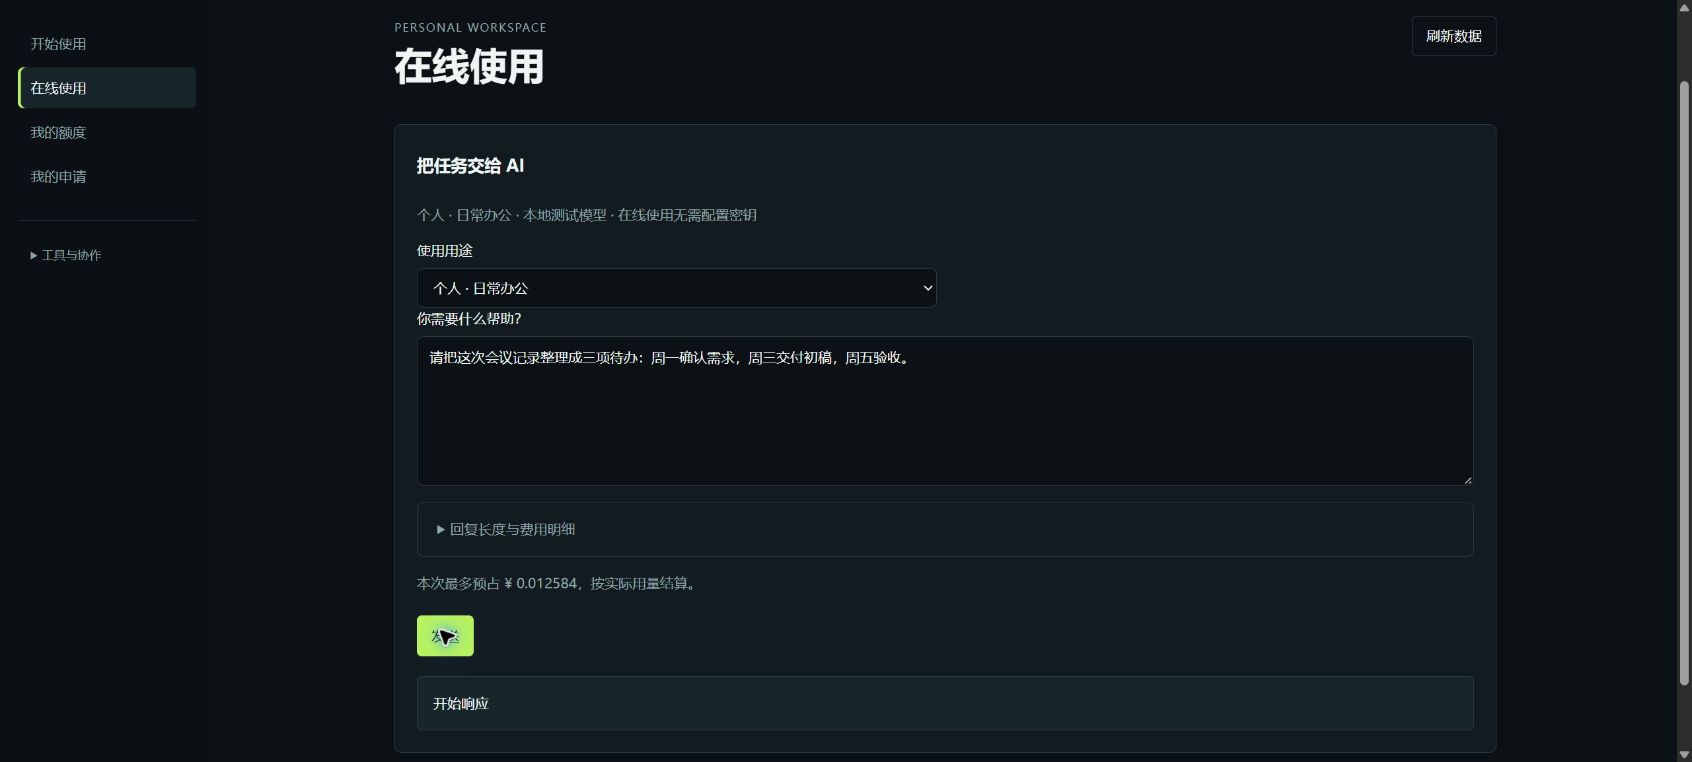 开始使用
在线使用
我的额度
我的申请
▶ 工具与协作
PERSONAL WORKSPACE
在线使用
刷新数据
把任务交给 AI
个人 · 日常办公 · 本地测试模型 · 在线使用无需配置密钥
使用用途
个人 · 日常办公
你需要什么帮助?
请把这次会议记录整理成三项待办：周一确认需求，周三交付初稿，周五验收。
▶ 回复长度与费用明细
本次最多预占 ¥ 0.012584，按实际用量结算。
开始响应